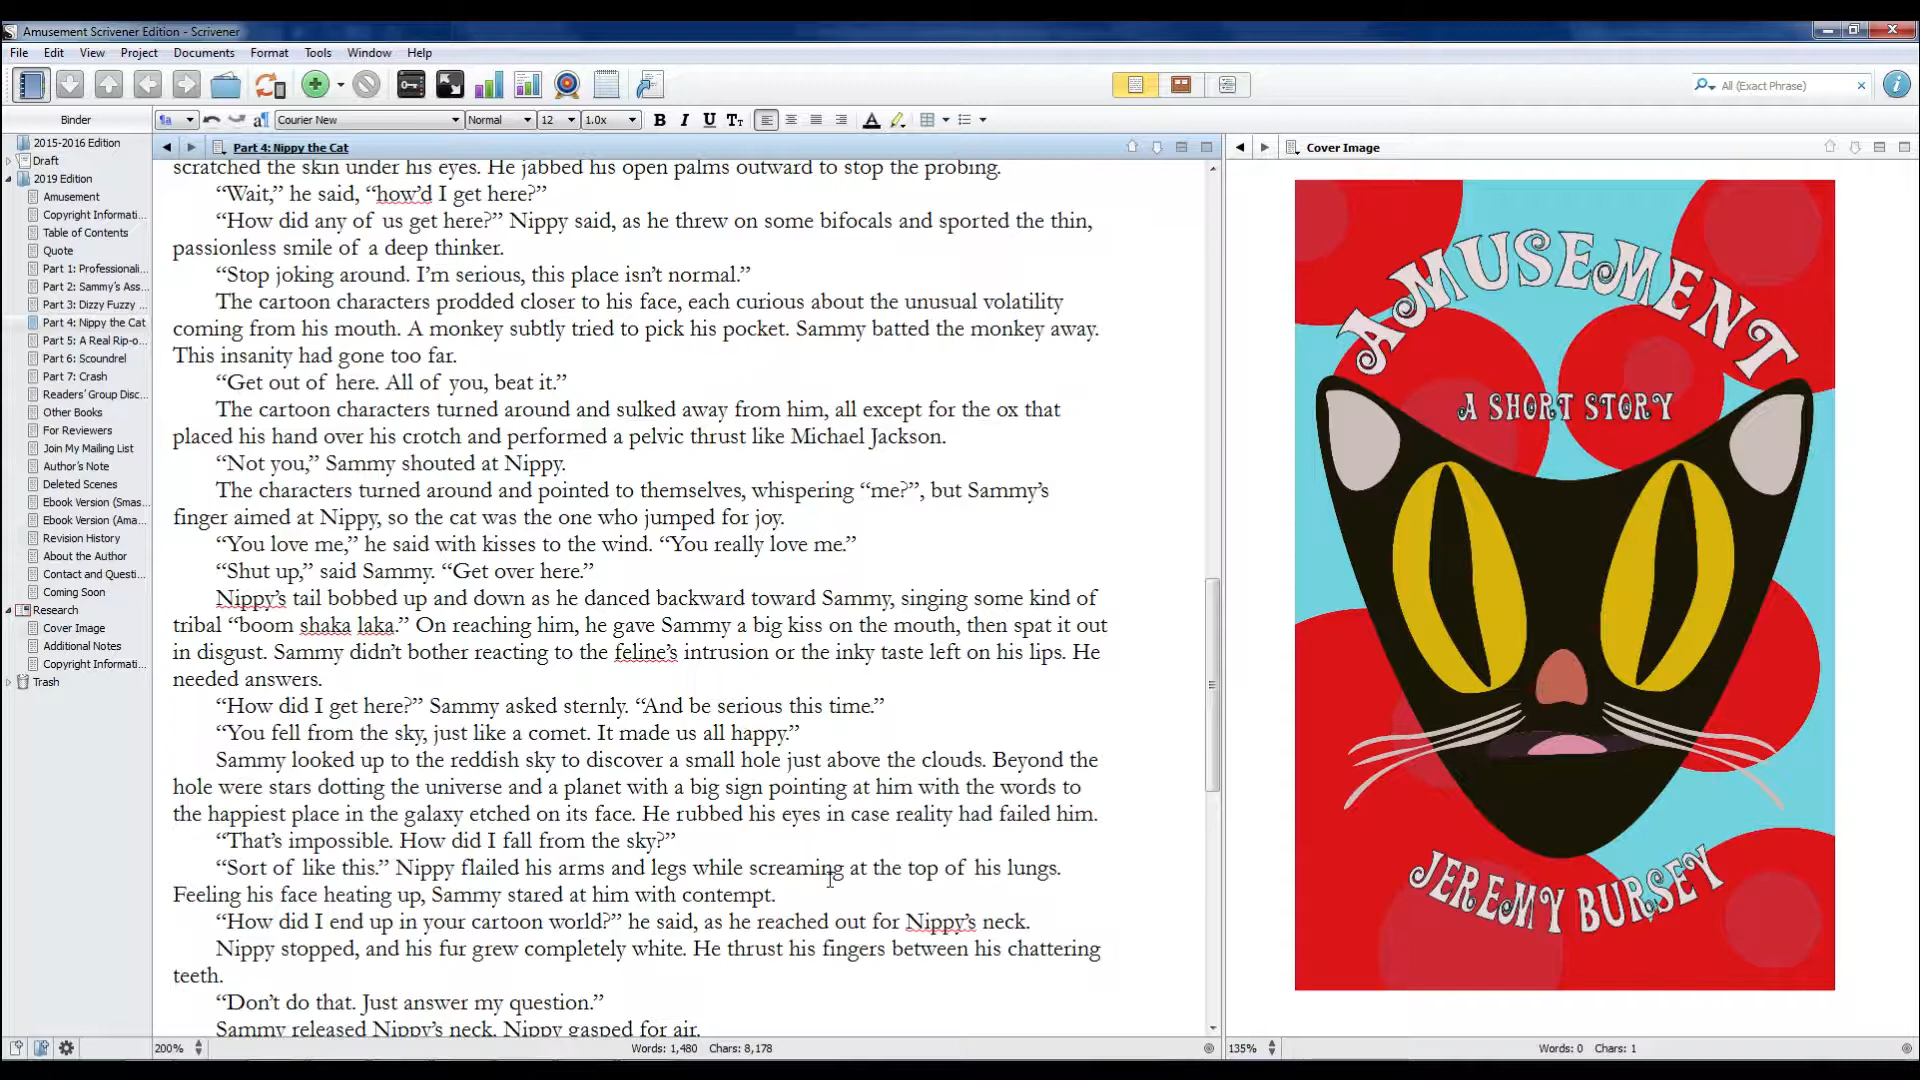 Amusement Scrivener Edition - Scrivener
File Edit View Project Documents Format Tools Window Help
All (Exact Phrase)
Binder
¶a Courier New Normal 12 1.0x B I U
2015-2016 Edition
Draft
2019 Edition
Amusement
Copyright Informati...
Table of Contents
Quote
Part 1: Professionali...
Part 2: Sammy's Ass...
Part 3: Dizzy Fuzzy ...
Part 4: Nippy the Cat
Part 5: A Real Rip-o...
Part 6: Scoundrel
Part 7: Crash
Readers' Group Disc...
Other Books
For Reviewers
Join My Mailing List
Author's Note
Deleted Scenes
Ebook Version (Smas...
Ebook Version (Ama...
Revision History
About the Author
Contact and Questi...
Coming Soon
Research
Cover Image
Additional Notes
Copyright Informati...
Trash
Part 4: Nippy the Cat
scratched the skin under his eyes. He jabbed his open palms outward to stop the probing.
“Wait,” he said, “how’d I get here?”
“How did any of us get here?” Nippy said, as he threw on some bifocals and sported the thin,
passionless smile of a deep thinker.
“Stop joking around. I’m serious, this place isn’t normal.”
The cartoon characters prodded closer to his face, each curious about the unusual volatility
coming from his mouth. A monkey subtly tried to pick his pocket. Sammy batted the monkey away.
This insanity had gone too far.
“Get out of here. All of you, beat it.”
The cartoon characters turned around and sulked away from him, all except for the ox that
placed his hand over his crotch and performed a pelvic thrust like Michael Jackson.
“Not you,” Sammy shouted at Nippy.
The characters turned around and pointed to themselves, whispering “me?”, but Sammy’s
finger aimed at Nippy, so the cat was the one who jumped for joy.
“You love me,” he said with kisses to the wind. “You really love me.”
“Shut up,” said Sammy. “Get over here.”
Nippy’s tail bobbed up and down as he danced backward toward Sammy, singing some kind of
tribal “boom shaka laka.” On reaching him, he gave Sammy a big kiss on the mouth, then spat it out
in disgust. Sammy didn’t bother reacting to the feline’s intrusion or the inky taste left on his lips. He
needed answers.
“How did I get here?” Sammy asked sternly. “And be serious this time.”
“You fell from the sky, just like a comet. It made us all happy.”
Sammy looked up to the reddish sky to discover a small hole just above the clouds. Beyond the
hole were stars dotting the universe and a planet with a big sign pointing at him with the words to
the happiest place in the galaxy etched on its face. He rubbed his eyes in case reality had failed him.
“That’s impossible. How did I fall from the sky?”
“Sort of like this.” Nippy flailed his arms and legs while screaming at the top of his lungs.
Feeling his face heating up, Sammy stared at him with contempt.
“How did I end up in your cartoon world?” he said, as he reached out for Nippy’s neck.
Nippy stopped, and his fur grew completely white. He thrust his fingers between his chattering
teeth.
“Don’t do that. Just answer my question.”
Sammy released Nippy’s neck. Nippy gasped for air.
200% Words: 1,480 Chars: 8,178
Cover Image
AMUSEMENT
A SHORT STORY
JEREMY BURSEY
135% Words: 0 Chars: 1